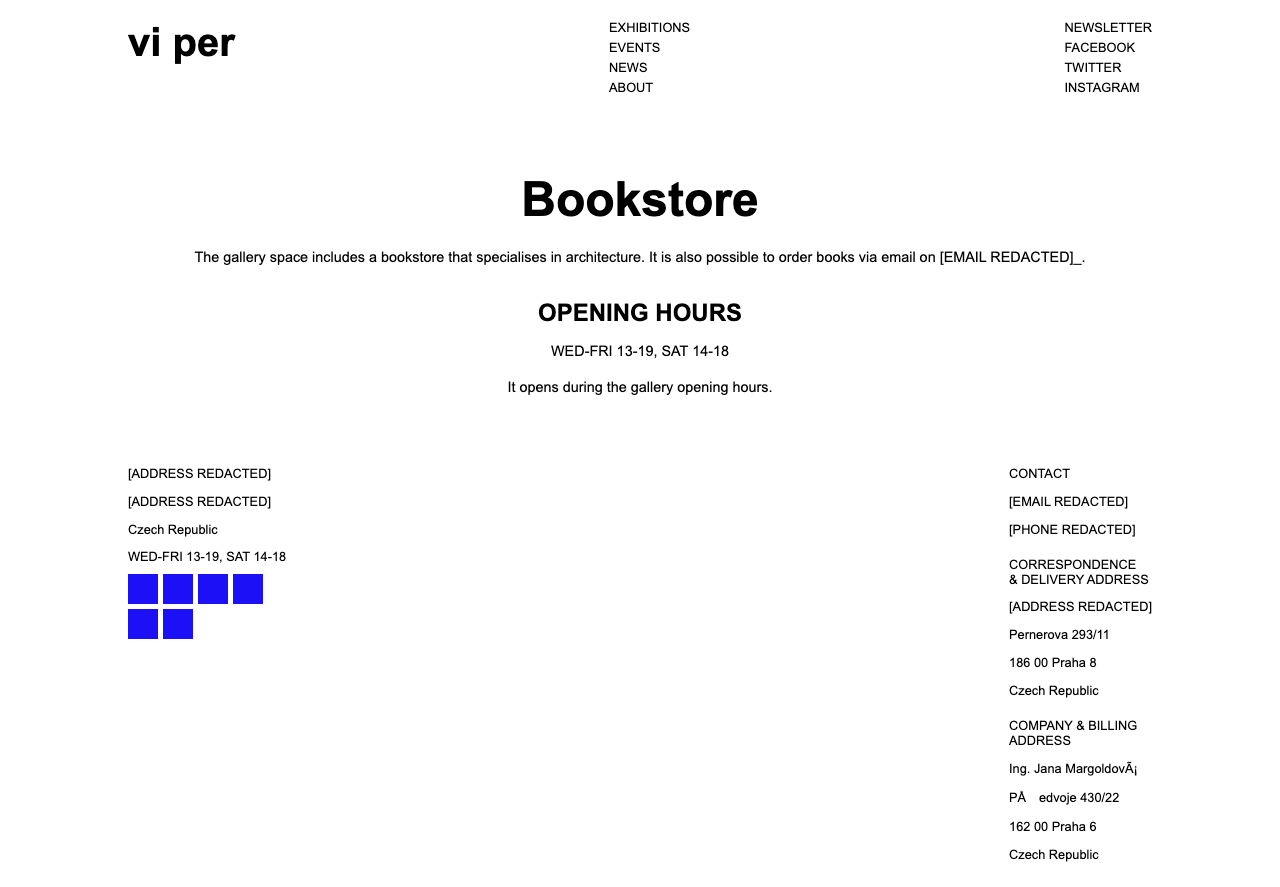 vi per
EXHIBITIONS
EVENTS
NEWS
ABOUT
NEWSLETTER
FACEBOOK
TWITTER
INSTAGRAM
Bookstore
The gallery space includes a bookstore that specialises in architecture. It is also possible to order books via email on [EMAIL REDACTED]_.
OPENING HOURS
WED-FRI 13-19, SAT 14-18
It opens during the gallery opening hours.
[ADDRESS REDACTED]
[ADDRESS REDACTED]
Czech Republic
WED-FRI 13-19, SAT 14-18
CONTACT
[EMAIL REDACTED]
[PHONE REDACTED]
CORRESPONDENCE
& DELIVERY ADDRESS
[ADDRESS REDACTED]
Pernerova 293/11
186 00 Praha 8
Czech Republic
COMPANY & BILLING
ADDRESS
Ing. Jana MargoldovÃ¡
PÅ edvoje 430/22
162 00 Praha 6
Czech Republic